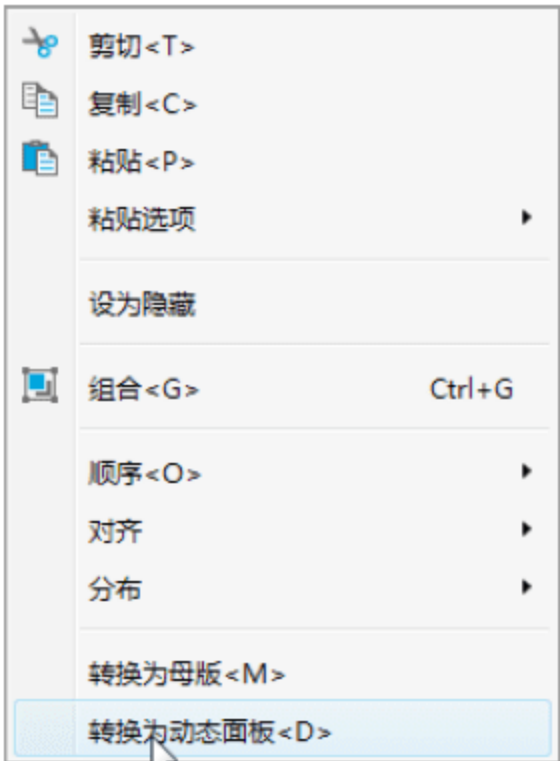 剪切<T>
复制<C>
粘贴<P>
粘贴选项
设为隐藏
组合<G> Ctrl+G
顺序<O>
对齐
分布
转换为母版<M>
转换为动态面板<D>